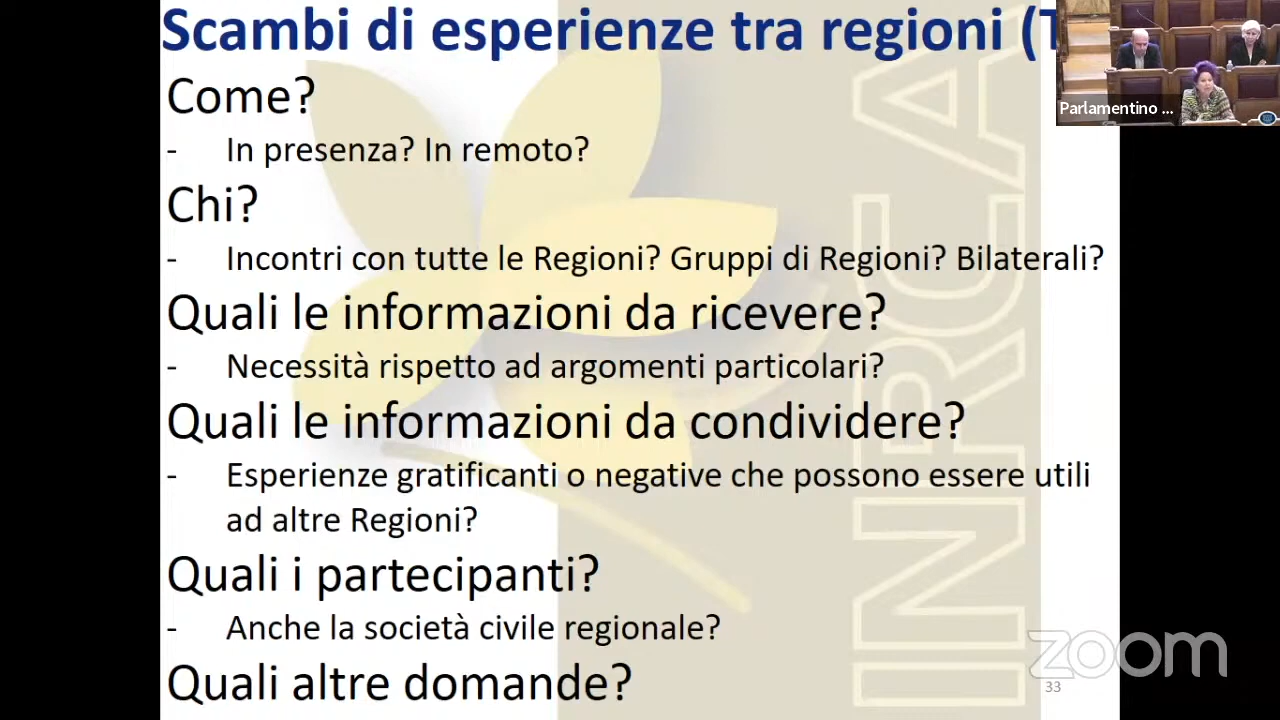 Scambi di esperienze tra regioni (T
Parlamentino ...
Come?
- In presenza? In remoto?
Chi?
- Incontri con tutte le Regioni? Gruppi di Regioni? Bilaterali?
Quali le informazioni da ricevere?
- Necessità rispetto ad argomenti particolari?
Quali le informazioni da condividere?
- Esperienze gratificanti o negative che possono essere utili
ad altre Regioni?
Quali i partecipanti?
- Anche la società civile regionale?
Quali altre domande?
INRCA
zoom
33